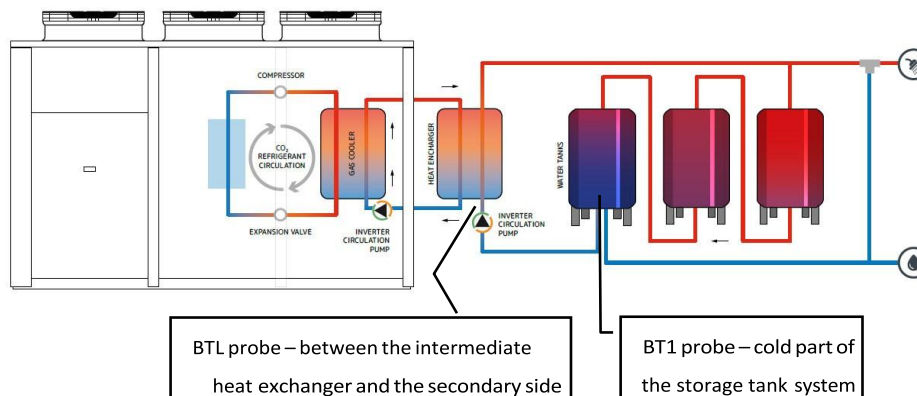 COMPRESSOR
CO₂
REFRIGERANT
CIRCULATION
EXPANSION VALVE
GAS COOLER
INVERTER
CIRCULATION
PUMP
HEAT ENCHARGER
INVERTER
CIRCULATION
PUMP
WATER TANKS
BTL probe – between the intermediate
heat exchanger and the secondary side
BT1 probe – cold part of
the storage tank system